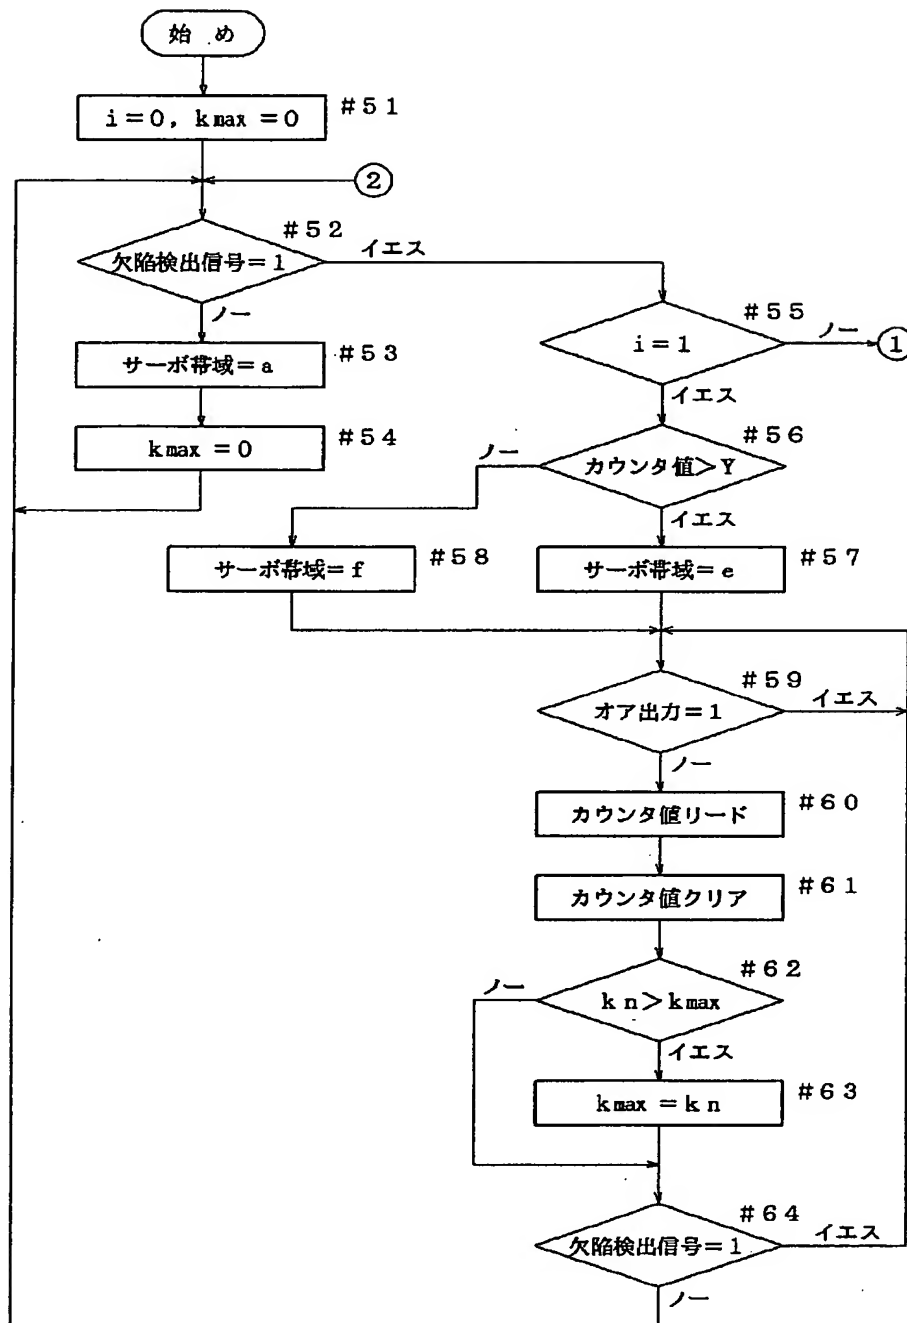 始 め
i=0, kmax=0 #51
②
#52
欠陥検出信号=1 イエス
ノー
#55
i=1 ノー ①
イエス
サーボ帯域=a #53
kmax=0 #54
#56
カウンタ値>Y ノー
イエス
サーボ帯域=f #58
サーボ帯域=e #57
#59
オア出力=1 イエス
ノー
カウンタ値リード #60
カウンタ値クリア #61
#62
ノー kn>kmax
イエス
kmax=kn #63
#64
欠陥検出信号=1 イエス
ノー